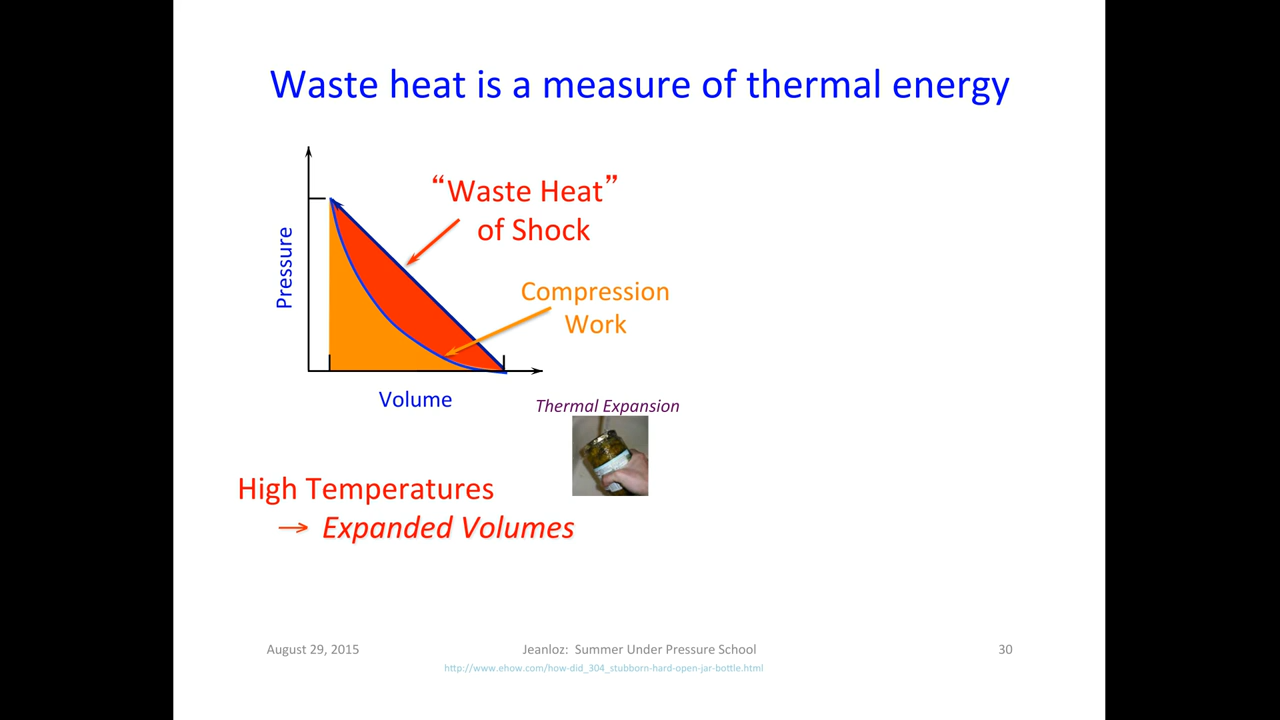 Waste heat is a measure of thermal energy
“Waste Heat”
of Shock
Pressure
Compression
Work
Volume
Thermal Expansion
High Temperatures
→ Expanded Volumes
August 29, 2015
Jeanloz: Summer Under Pressure School
30
http://www.ehow.com/how-did_304_stubborn-hard-open-jar-bottle.html